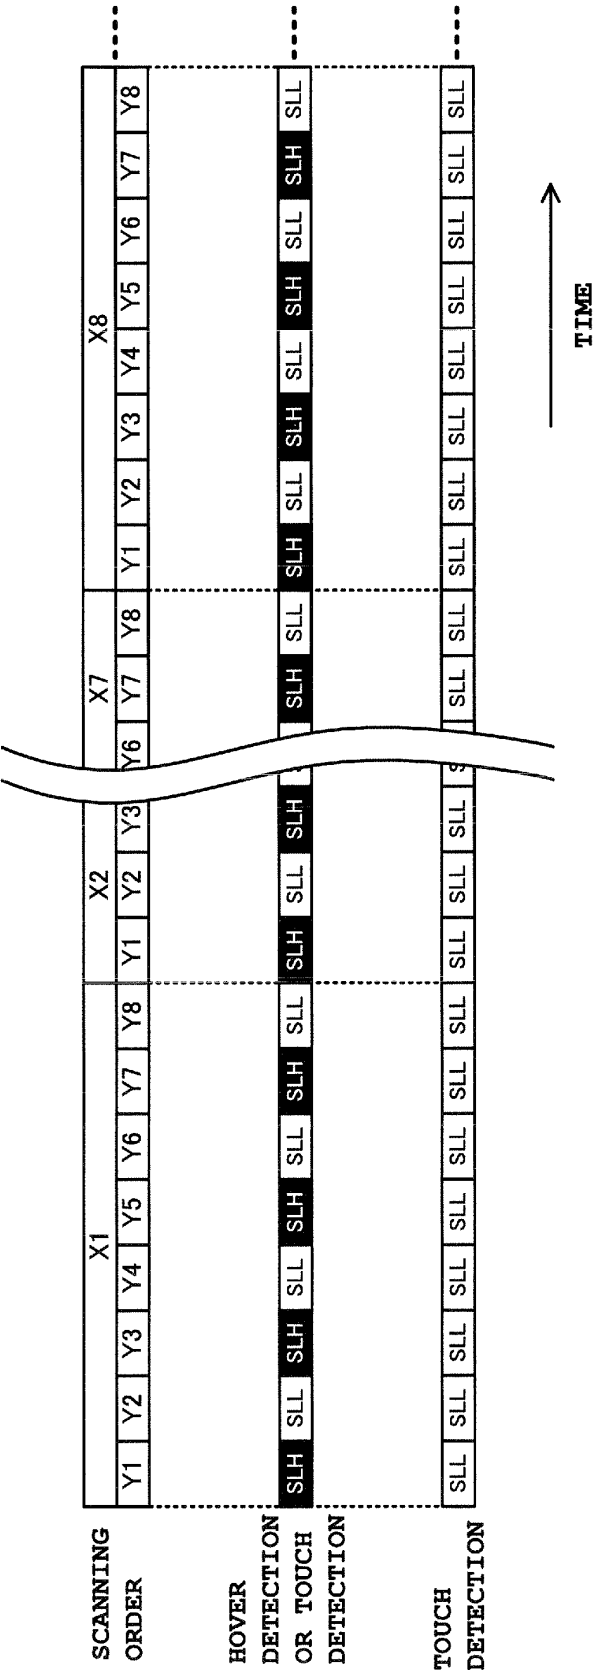 SCANNING X1 X2 X7 X8
ORDER Y1 Y2 Y3 Y4 Y5 Y6 Y7 Y8 Y1 Y2 Y3 Y6 Y7 Y8 Y1 Y2 Y3 Y4 Y5 Y6 Y7 Y8
HOVER
DETECTION
OR TOUCH
DETECTION
SLH SLL SLH SLL SLH SLL SLH SLL SLH SLL SLH SLH SLL SLH SLL SLH SLL SLH SLL SLH SLL
TOUCH
DETECTION
SLL SLL SLL SLL SLL SLL SLL SLL SLL SLL SLL SLL SLL SLL SLL SLL SLL SLL SLL SLL SLL
TIME